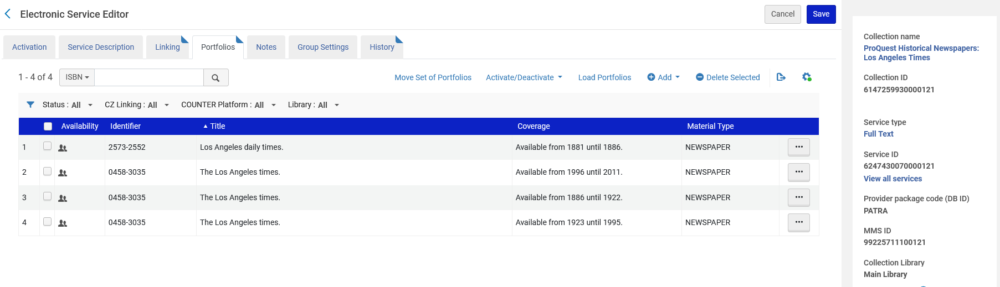 Electronic Service Editor
Cancel Save
Activation Service Description Linking Portfolios Notes Group Settings History
1 - 4 of 4 ISBN Move Set of Portfolios Activate/Deactivate Load Portfolios Add Delete Selected
Status : All CZ Linking : All COUNTER Platform : All Library : All
Availability Identifier Title Coverage Material Type
1 2573-2552 Los Angeles daily times. Available from 1881 until 1886. NEWSPAPER
2 0458-3035 The Los Angeles times. Available from 1996 until 2011. NEWSPAPER
3 0458-3035 The Los Angeles times. Available from 1886 until 1922. NEWSPAPER
4 0458-3035 The Los Angeles times. Available from 1923 until 1995. NEWSPAPER
Collection name
ProQuest Historical Newspapers:
Los Angeles Times
Collection ID
6147259930000121
Service type
Full Text
Service ID
6247430070000121
View all services
Provider package code (DB ID)
PATRA
MMS ID
99225711100121
Collection Library
Main Library